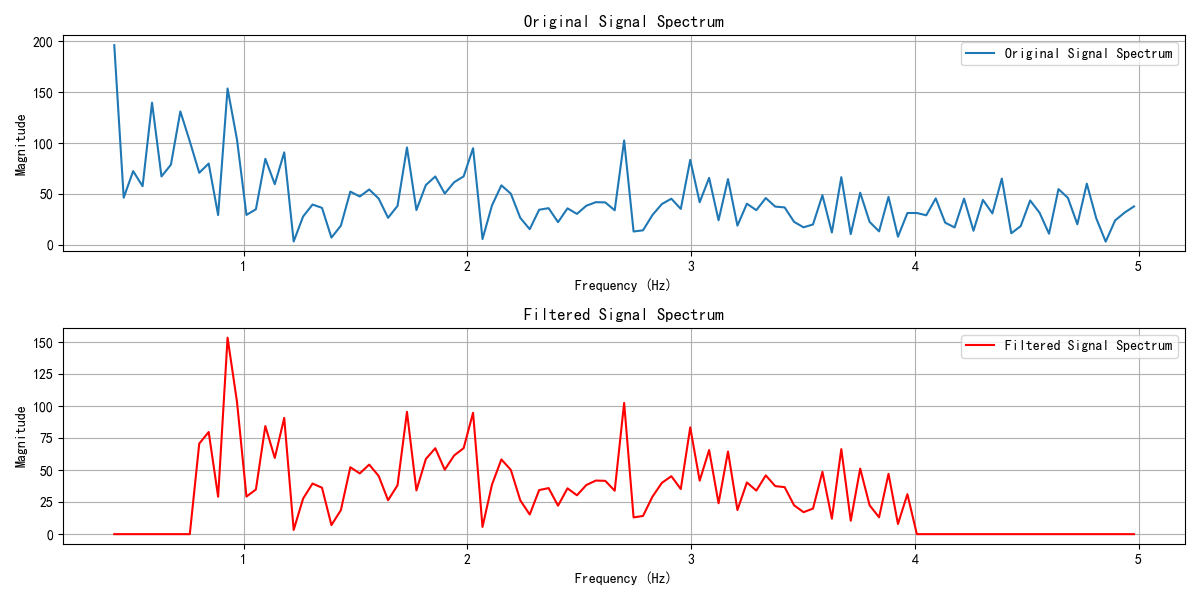 Original Signal Spectrum
200
150
100
50
0
Magnitude
Original Signal Spectrum
1 2 3 4 5
Frequency (Hz)
Filtered Signal Spectrum
150
125
100
75
50
25
0
Magnitude
Filtered Signal Spectrum
1 2 3 4 5
Frequency (Hz)